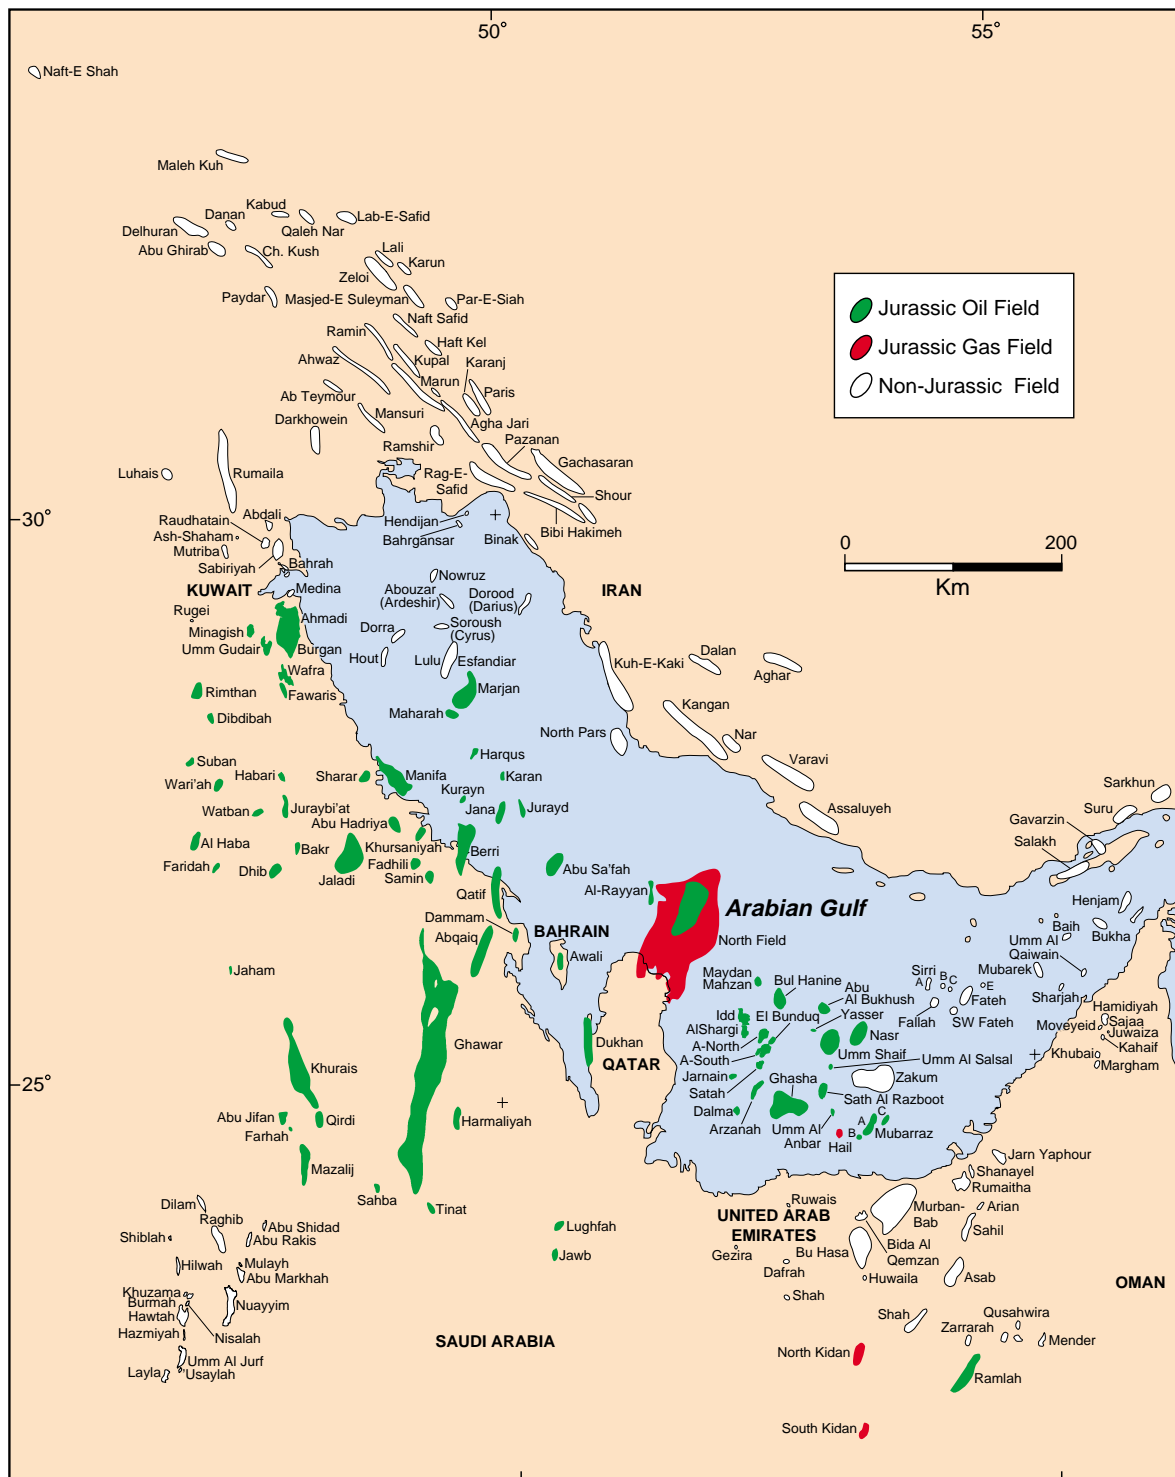 50°
55°
Naft-E Shah
Maleh Kuh
Kabud
Danan
Lab-E-Safid
Delhuran
Qaleh Nar
Abu Ghirab
Ch. Kush
Lali
Karun
Zeloi
Paydar
Masjed-E Suleyman
Par-E-Siah
Naft Safid
Ramin
Haft Kel
Ahwaz
Kupal
Karanj
Marun
Paris
Ab Teymour
Mansuri
Darkhowein
Agha Jari
Ramshir
Pazanan
Gachsaran
Luhais
Rumaila
Rag-E-
Safid
Shour
Bibi Hakimeh
Jurassic Oil Field
Jurassic Gas Field
Non-Jurassic Field
30°
Abdali
Raudhatain
Ash-Shaham
Mutriba
Sabiriyah
Hendijan
Bahrgansar
Binak
0
200
Km
Bahrah
KUWAIT
Medina
IRAN
Nowruz
Abouzar
(Ardeshir)
Dorood
(Darius)
Rugei
Ahmadi
Minagish
Umm Gudair
Burgan
Dorra
Soroush
(Cyrus)
Hout
Lulu
Esfandiar
Kuh-E-Kaki
Dalan
Aghar
Wafra
Fawaris
Rimthan
Marjan
Dibdibah
Maharah
Kangan
North Pars
Nar
Suban
Harqus
Varavi
Wari'ah
Habari
Sharar
Manifa
Karan
Kurayn
Sarkhun
Watban
Juraybi'at
Jana
Jurayd
Assaluyeh
Suru
Abu Hadriya
Gavarzin
Al Haba
Bakr
Khursaniyah
Berri
Salakh
Faridah
Dhib
Jaladi
Fadhili
Samin
Abu Sa'fah
Qatif
Al-Rayyan
Arabian Gulf
Henjam
Dammam
BAHRAIN
Baih
Abqaiq
North Field
Umm Al
Qaiwain
Bukha
Jaham
Awali
Maydan
Mahzan
Bul Hanine
Sirri
A
B
C
Mubarek
E
Abu
Al Bukhush
Fateh
Sharjah
Idd
El Bunduq
Yasser
Fallah
SW Fateh
Hamidiyah
AlShargi
Moveyeid
Sajaa
Juwaiza
Ghawar
Dukhan
A-North
Nasr
Kahaif
A-South
Umm Shaif
Umm Al Salsal
Khubai
QATAR
Margham
25°
Khurais
Jarnain
Ghasha
Zakum
Satah
Sath Al Razboot
Abu Jifan
Qirdi
Harmaliyah
Dalma
A
C
Farhah
Arzanah
Umm Al
Anbar
B
Mubarraz
Hail
Mazalij
Jarn Yaphour
Shanayel
Rumaitha
Sahba
Tinat
Dilam
Raghib
Ruwais
Murban-
Bab
Arian
Shiblah
Abu Shidad
Abu Rakis
Lughfah
UNITED ARAB
EMIRATES
Sahil
Hilwah
Mulayh
Jawb
Gezira
Bu Hasa
Bida Al
Qemzan
Abu Markhah
Dafrah
Huwaila
Asab
OMAN
Khuzama
Burmah
Nuayyim
Shah
Hawtah
Shah
Qusahwira
Hazmiyah
Nisalah
SAUDI ARABIA
Zarrarah
Mender
North Kidan
Umm Al Jurf
Layla
'Usaylah
Ramlah
South Kidan